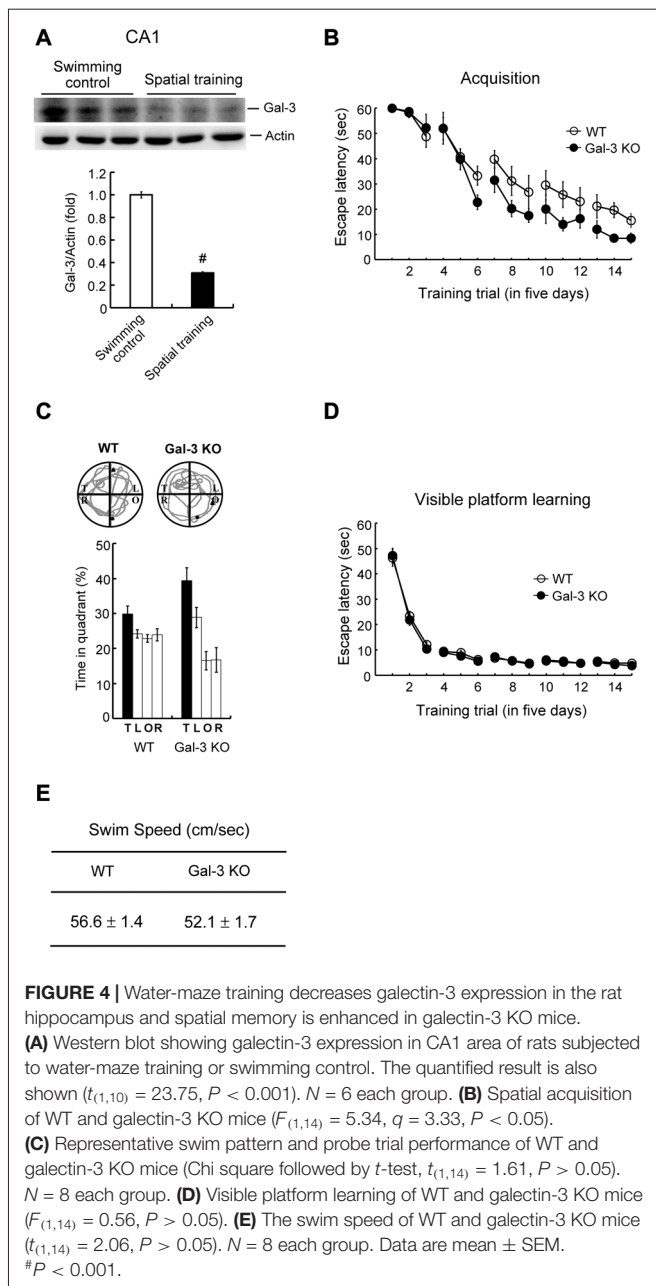 A
CA1
Swimming control
Spatial training
Gal-3
Actin
1.2
1
0.8
0.6
0.4
0.2
0
Gal-3/Actin (fold)
#
Swimming control
Spatial training
B
Acquisition
60
50
40
30
20
10
0
Escape latency (sec)
WT
Gal-3 KO
2 4 6 8 10 12 14
Training trial (in five days)
C
WT
Gal-3 KO
T L
R O
T L
R O
50
40
30
20
10
0
Time in quadrant (%)
T L O R
T L O R
WT
Gal-3 KO
D
Visible platform learning
60
50
40
30
20
10
0
Escape latency (sec)
WT
Gal-3 KO
2 4 6 8 10 12 14
Training trial (in five days)
E
Swim Speed (cm/sec)
WT Gal-3 KO
56.6 ± 1.4 52.1 ± 1.7
FIGURE 4 | Water-maze training decreases galectin-3 expression in the rat
hippocampus and spatial memory is enhanced in galectin-3 KO mice.
(A) Western blot showing galectin-3 expression in CA1 area of rats subjected
to water-maze training or swimming control. The quantified result is also
shown (t(1,10) = 23.75, P < 0.001). N = 6 each group. (B) Spatial acquisition
of WT and galectin-3 KO mice (F(1,14) = 5.34, q = 3.33, P < 0.05).
(C) Representative swim pattern and probe trial performance of WT and
galectin-3 KO mice (Chi square followed by t-test, t(1,14) = 1.61, P > 0.05).
N = 8 each group. (D) Visible platform learning of WT and galectin-3 KO mice
(F(1,14) = 0.56, P > 0.05). (E) The swim speed of WT and galectin-3 KO mice
(t(1,14) = 2.06, P > 0.05). N = 8 each group. Data are mean ± SEM.
#P < 0.001.